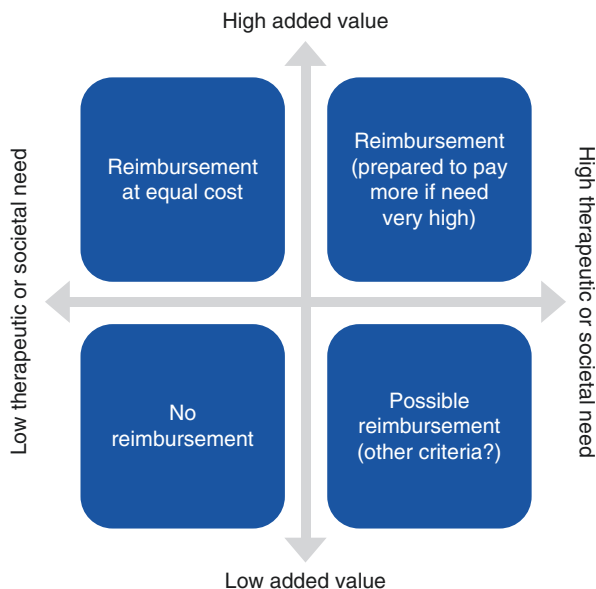 High added value
Low therapeutic or societal need
Reimbursement
at equal cost
Reimbursement
(prepared to pay
more if need
very high)
High therapeutic or societal need
No
reimbursement
Possible
reimbursement
(other criteria?)
Low added value